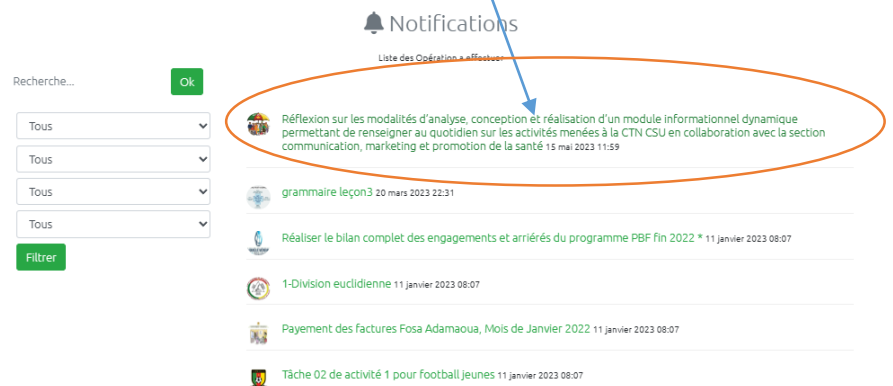 Notifications
Liste des Opération a effectuer
Recherche...
Ok
Tous
Tous
Tous
Tous
Filtrer
Réflexion sur les modalités d'analyse, conception et réalisation d'un module informationnel dynamique
permettant de renseigner au quotidien sur les activités menées à la CTN CSU en collaboration avec la section
communication, marketing et promotion de la santé 15 mai 2023 11:59
grammaire leçon3 20 mars 2023 22:31
Réaliser le bilan complet des engagements et arriérés du programme PBF fin 2022 * 11 janvier 2023 08:07
1-Division euclidienne 11 janvier 2023 08:07
Payement des factures Fosa Adamaoua, Mois de Janvier 2022 11 janvier 2023 08:07
Tâche 02 de activité 1 pour football jeunes 11 janvier 2023 08:07